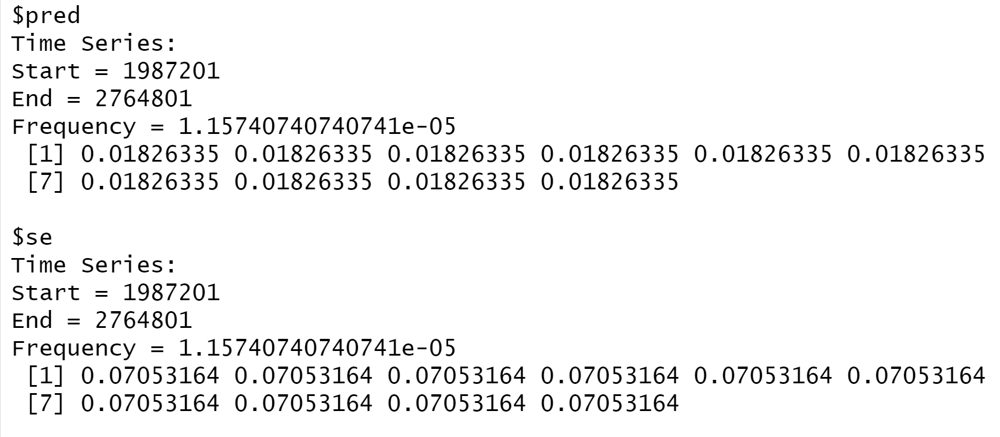 $pred
Time Series:
Start = 1987201
End = 2764801
Frequency = 1.15740740740741e-05
[1] 0.01826335 0.01826335 0.01826335 0.01826335 0.01826335 0.01826335
[7] 0.01826335 0.01826335 0.01826335 0.01826335
$se
Time Series:
Start = 1987201
End = 2764801
Frequency = 1.15740740740741e-05
[1] 0.07053164 0.07053164 0.07053164 0.07053164 0.07053164 0.07053164
[7] 0.07053164 0.07053164 0.07053164 0.07053164